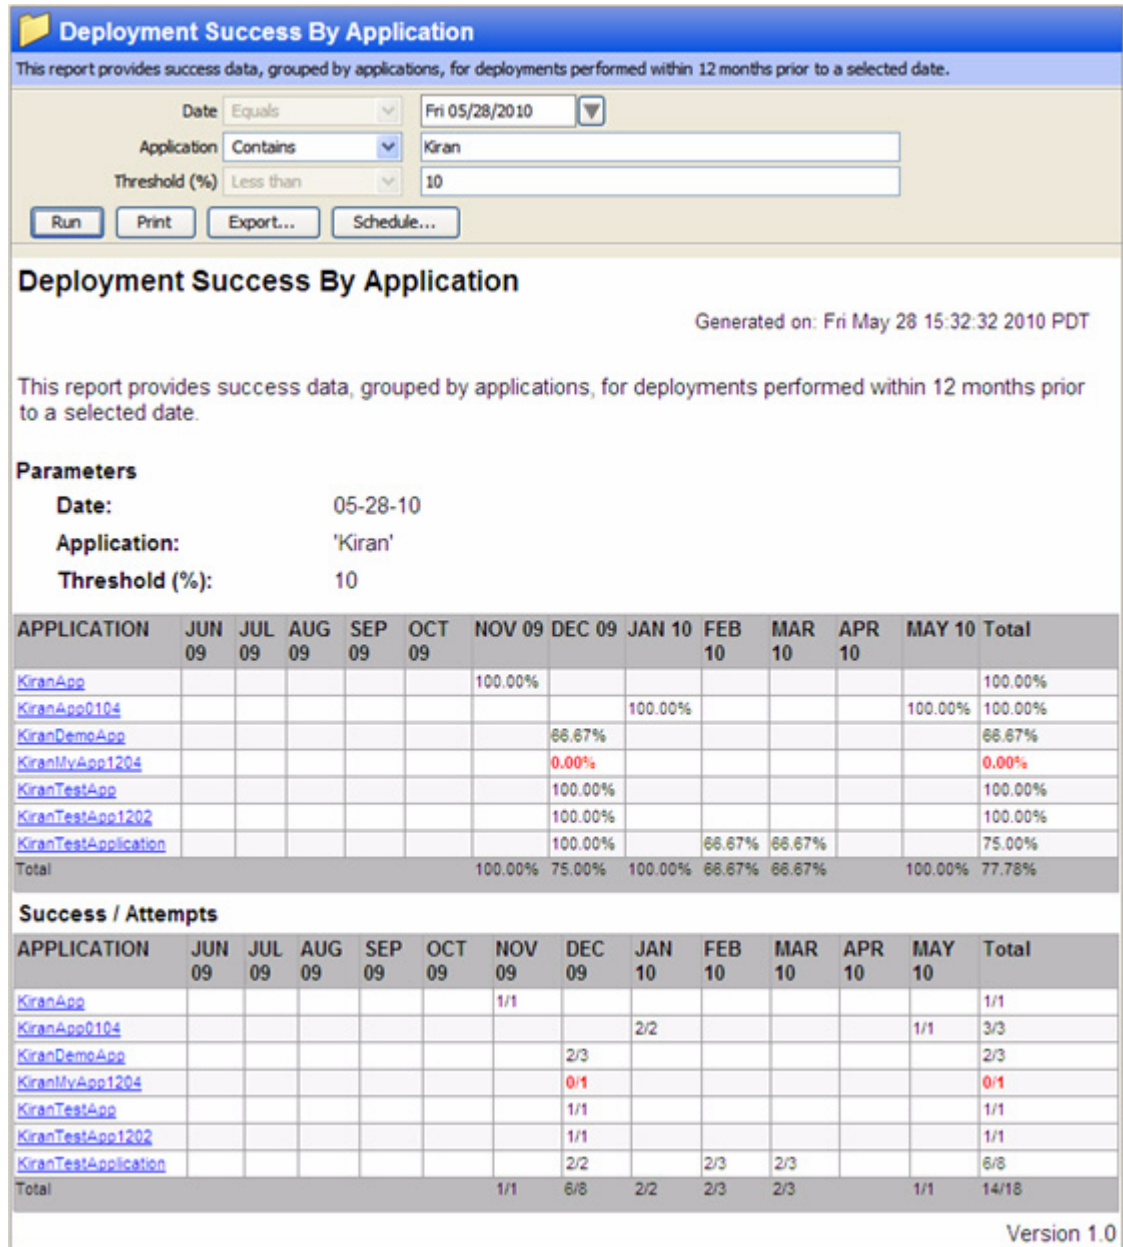 Deployment Success By Application
This report provides success data, grouped by applications, for deployments performed within 12 months prior to a selected date.
Date Equals Fri 05/28/2010
Application Contains Kiran
Threshold (%) Less than 10
Run Print Export... Schedule...
Deployment Success By Application
Generated on: Fri May 28 15:32:32 2010 PDT
This report provides success data, grouped by applications, for deployments performed within 12 months prior
to a selected date.
Parameters
Date: 05-28-10
Application: 'Kiran'
Threshold (%): 10
APPLICATION JUN JUL AUG SEP OCT NOV 09 DEC 09 JAN 10 FEB MAR APR MAY 10 Total
09 09 09 09 09 10 10 10
KiranApp 100.00% 100.00%
KiranApp0104 100.00% 100.00% 100.00%
KiranDemoApp 66.67% 66.67%
KiranMyApp1204 0.00% 0.00%
KiranTestApp 100.00% 100.00%
KiranTestApp1202 100.00% 100.00%
KiranTestApplication 100.00% 66.67% 66.67% 75.00%
Total 100.00% 75.00% 100.00% 66.67% 66.67% 100.00% 77.78%
Success / Attempts
APPLICATION JUN JUL AUG SEP OCT NOV DEC JAN FEB MAR APR MAY Total
09 09 09 09 09 09 09 10 10 10 10 10
KiranApp 1/1 1/1
KiranApp0104 2/2 1/1 3/3
KiranDemoApp 2/3 2/3
KiranMyApp1204 0/1 0/1
KiranTestApp 1/1 1/1
KiranTestApp1202 1/1 1/1
KiranTestApplication 2/2 2/3 2/3 6/8
Total 1/1 6/8 2/2 2/3 2/3 1/1 14/18
Version 1.0